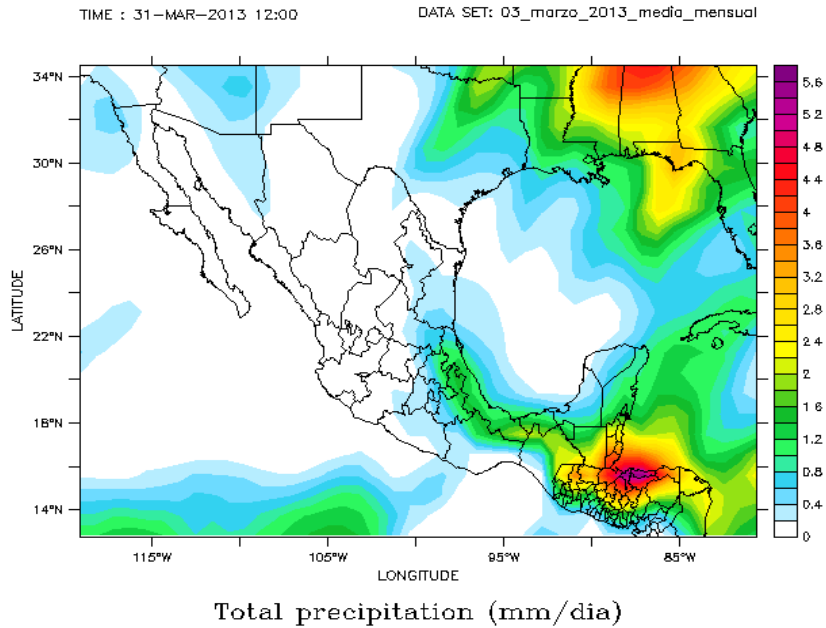 TIME : 31-MAR-2013 12:00
DATA SET: 03_marzo_2013_media_mensual
34°N
30°N
26°N
22°N
18°N
14°N
LATITUDE
115°W
105°W
95°W
85°W
LONGITUDE
5.6
5.2
4.8
4.4
4
3.6
3.2
2.8
2.4
2
1.6
1.2
0.8
0.4
0
Total precipitation (mm/dia)